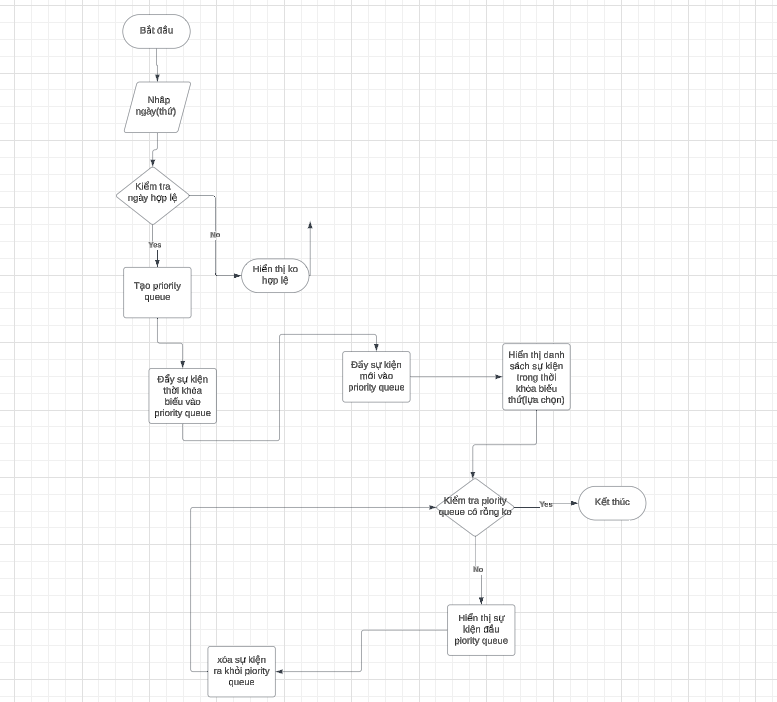 Bắt đầu
Nhập
ngày(thứ)
Kiểm tra
ngày hợp lệ
Yes
No
Hiển thị ko
hợp lệ
Tạo priority
queue
Đẩy sự kiện
thời khóa
biểu vào
priority queue
Đẩy sự kiện
mới vào
priority queue
Hiển thị danh
sách sự kiện
trong thời
khóa biểu
thứ(lựa chọn)
Kiểm tra piority
queue có rỗng ko
Yes
Kết thúc
No
Hiển thị sự
kiện đầu
piority queue
xóa sự kiện
ra khỏi piority
queue